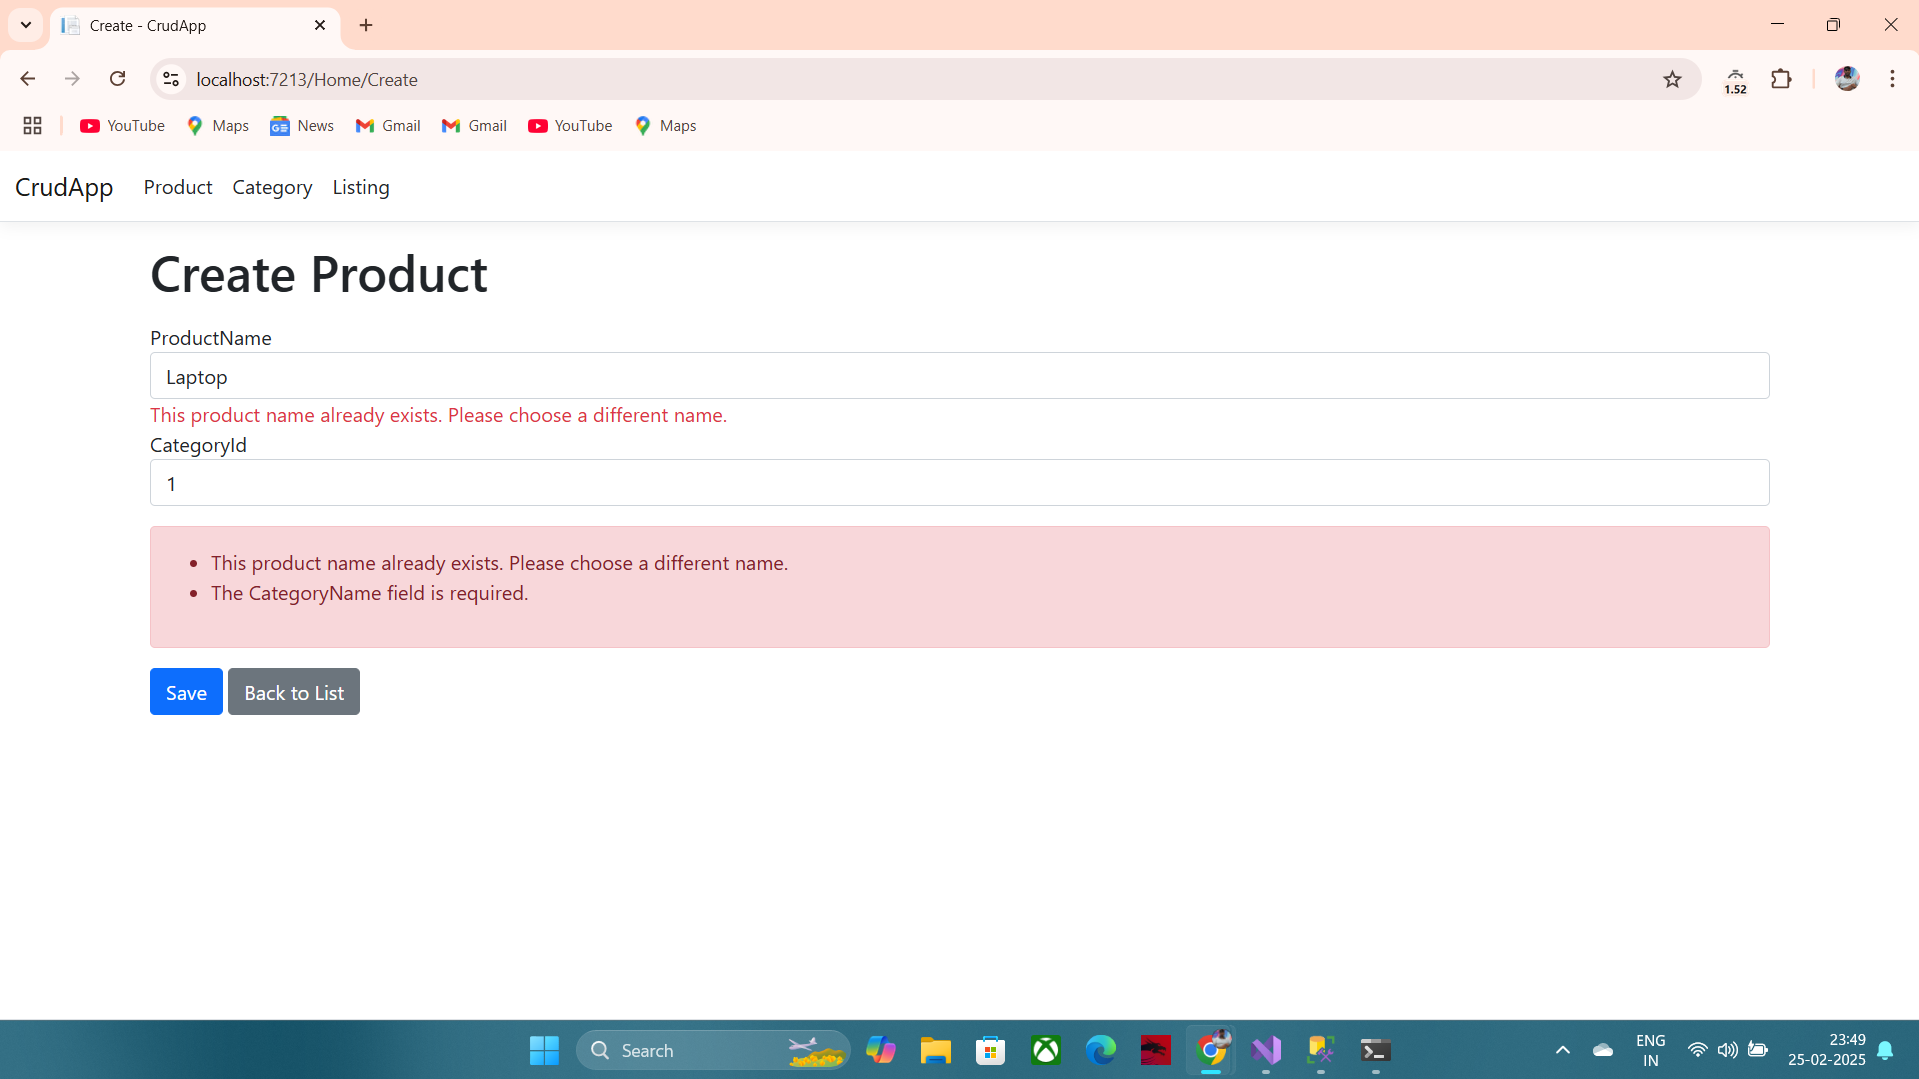 Create - CrudApp
localhost:7213/Home/Create
1.52
YouTube Maps News Gmail Gmail YouTube Maps
CrudApp Product Category Listing
Create Product
ProductName
Laptop
This product name already exists. Please choose a different name.
CategoryId
1
This product name already exists. Please choose a different name.
The CategoryName field is required.
Save Back to List
Search
ENG
IN
23:49
25-02-2025